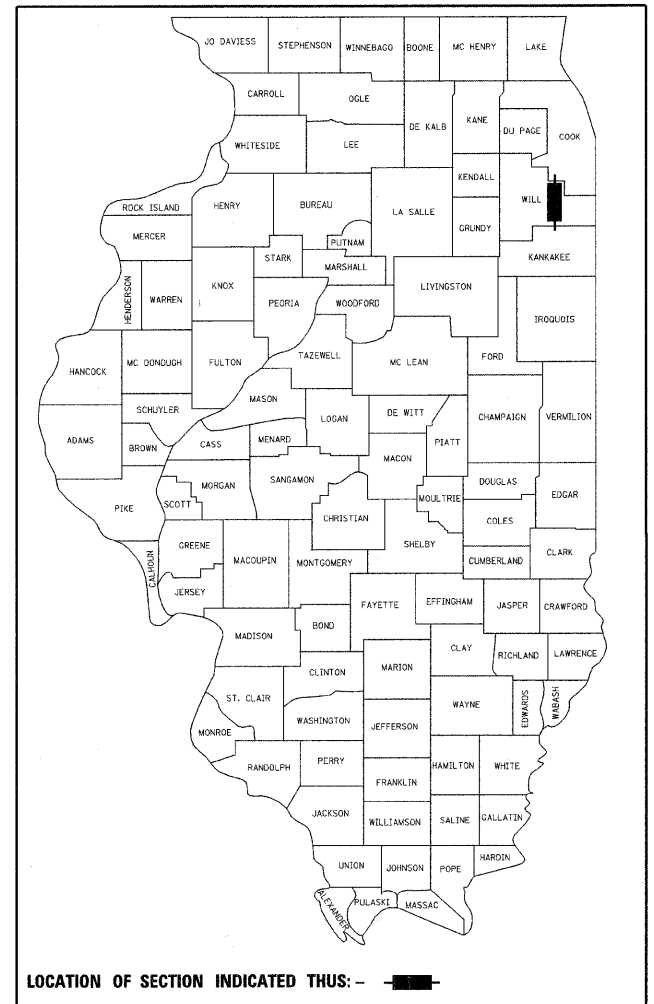 JO DAVIESS
STEPHENSON
WINNEBAGO
BOONE
MC HENRY
LAKE
CARROLL
OGLE
DE KALB
KANE
DU PAGE
COOK
WHITESIDE
LEE
KENDALL
WILL
ROCK ISLAND
HENRY
BUREAU
LA SALLE
GRUNDY
MERCER
PUTNAM
STARK
MARSHALL
KANKAKEE
HENDERSON
WARREN
KNOX
PEORIA
WOODFORD
LIVINGSTON
IROQUOIS
HANCOCK
MC DONOUGH
FULTON
TAZEWELL
MC LEAN
FORD
MASON
SCHUYLER
LOGAN
DE WITT
CHAMPAIGN
VERMILION
ADAMS
BROWN
CASS
MENARD
MACON
PIATT
PIKE
SCOTT
MORGAN
SANGAMON
CHRISTIAN
MOULTRIE
DOUGLAS
EDGAR
COLES
CALHOUN
GREENE
MACOUPIN
MONTGOMERY
SHELBY
CUMBERLAND
CLARK
JERSEY
FAYETTE
EFFINGHAM
JASPER
CRAWFORD
MADISON
BOND
CLAY
RICHLAND
LAWRENCE
CLINTON
MARION
ST. CLAIR
WAYNE
EDWARDS
WABASH
WASHINGTON
JEFFERSON
MONROE
RANDOLPH
PERRY
HAMILTON
WHITE
FRANKLIN
JACKSON
WILLIAMSON
SALINE
GALLATIN
UNION
JOHNSON
POPE
HARDIN
ALEXANDER
PULASKI
MASSAC
LOCATION OF SECTION INDICATED THUS: –